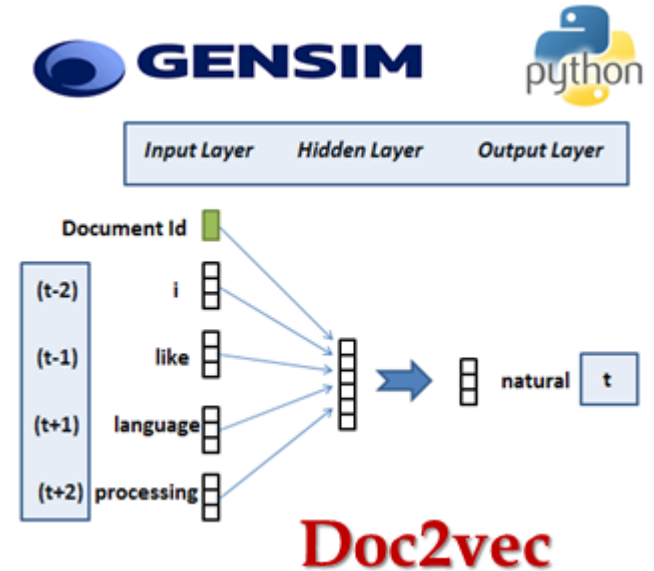 GENSIM
python
Input Layer Hidden Layer Output Layer
Document Id
(t-2) i
(t-1) like
natural t
(t+1) language
(t+2) processing
Doc2vec